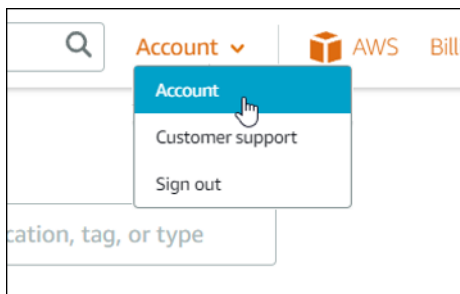 Account AWS Bill
Account
Customer support
Sign out
cation, tag, or type